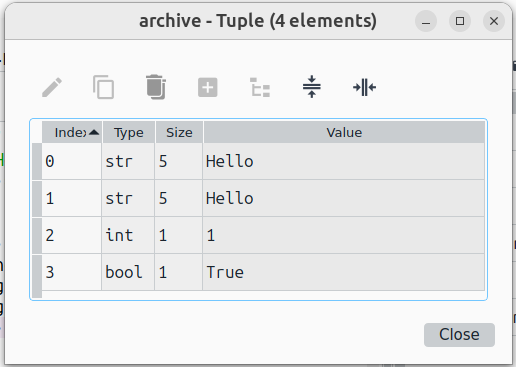 archive - Tuple (4 elements)
Index Type Size Value
0 str 5 Hello
1 str 5 Hello
2 int 1 1
3 bool 1 True
Close